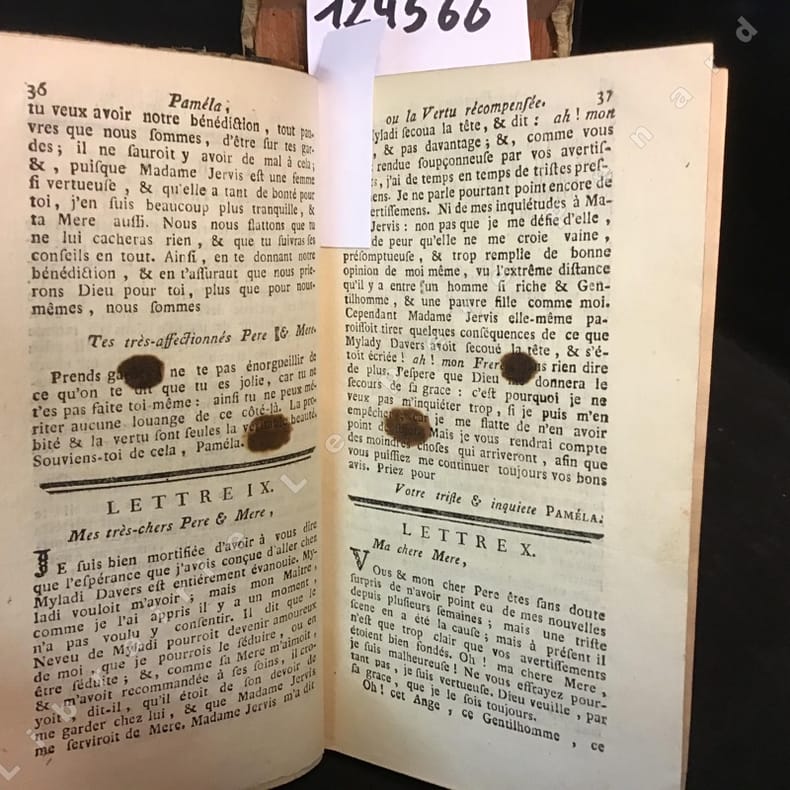 124566
36
Paméla,
tu veux avoir notre bénédiction, tout pau-
vres que nous sommes, d'être sur tes gar-
des; il ne sauroit y avoir de mal à cela;
&, puisque Madame Jervis est une femme
si vertueuse, & qu'elle a tant de bonté pour
toi, j'en suis beaucoup plus tranquille, &
ta Mere aussi. Nous nous flattons que tu
ne lui cacheras rien, & que tu suivras ses
conseils en tout. Ainsi, en te donnant notre
bénédiction, & en t'assurant que nous prie-
rons Dieu pour toi, plus que pour nous-
mêmes, nous sommes
Tes très-affectionnés Pere & Mere.
Prends ne te pas énorgueillir de
ce qu'on te dit que tu es jolie, car tu ne
t'es pas faite toi-même: ainsi tu ne peux mé-
riter aucune louange de ce côté-là. La pro-
bité & la vertu sont seules la beauté.
Souviens-toi de cela, Paméla.
LETTRE IX.
Mes très-chers Pere & Mere,
JE suis bien mortifiée d'avoir à vous dire
que l'espérance que j'avois conçue d'aller chez
Myladi Davers est entiérement évanouie. My-
ladi vouloit m'avoir; mais mon Maître,
comme je l'ai appris il y a un moment,
n'a pas voulu y consentir. Il dit que le
Neveu de Myladi pourroit devenir amoureux
de moi, que je pourrois le séduire, ou en
être séduite; &, comme sa Mere m'aimoit,
& m'avoit recommandée à ses soins, il cro-
yoit, dit-il, qu'il étoit de son devoir de
me garder chez lui, & que Madame Jervis
me serviroit de Mere. Madame Jervis m'a dit
ou la Vertu récompensée.
37
Mylady secoua la tête, & dit: ah! mon
, & pas davantage; &, comme vous
rendue soupçonneuse par vos avertis-
j'ai de temps en temps de tristes pres-
. Je ne parle pourtant point encore de
avertissemens. Ni de mes inquiétudes à Ma-
Jervis: non pas que je me défie d'elle,
de peur qu'elle ne me croie vaine,
présomptueuse, & trop remplie de bonne
opinion de moi même, vu l'extrême distance
qu'il y a entre un homme si riche & Gen-
tilhomme, & une pauvre fille comme moi.
Cependant Madame Jervis elle-même pa-
roissoit tirer quelques conséquences de ce que
Mylady Davers avoit secoué la tête, & s'é-
toit écriée! ah! mon Frere sans rien dire
de plus. J'espere que Dieu me donnera le
secours de sa grace: c'est pourquoi je ne
veux pas m'inquiéter trop, si je puis m'en
empêcher; car je me flatte de n'en avoir
point de Mais je vous rendrai compte
des moindres choses qui arriveront, afin que
vous puissiez me continuer toujours vos bons
avis. Priez pour
Votre triste & inquiete PAMÉLA.
LETTRE X.
Ma chere Mere,
VOus & mon cher Pere êtes sans doute
surpris de n'avoir point eu de mes nouvelles
depuis plusieurs semaines; mais une triste
scene en a été la cause; mais à présent il
n'est que trop clair que vos avertissements
étoient bien fondés. Oh! ma chere Mere,
je suis malheureuse! Ne vous effrayez pour-
tant pas, je suis vertueuse. Dieu veuille, par
sa grace, que je le sois toujours.
Oh! cet Ange, ce Gentilhomme, ce